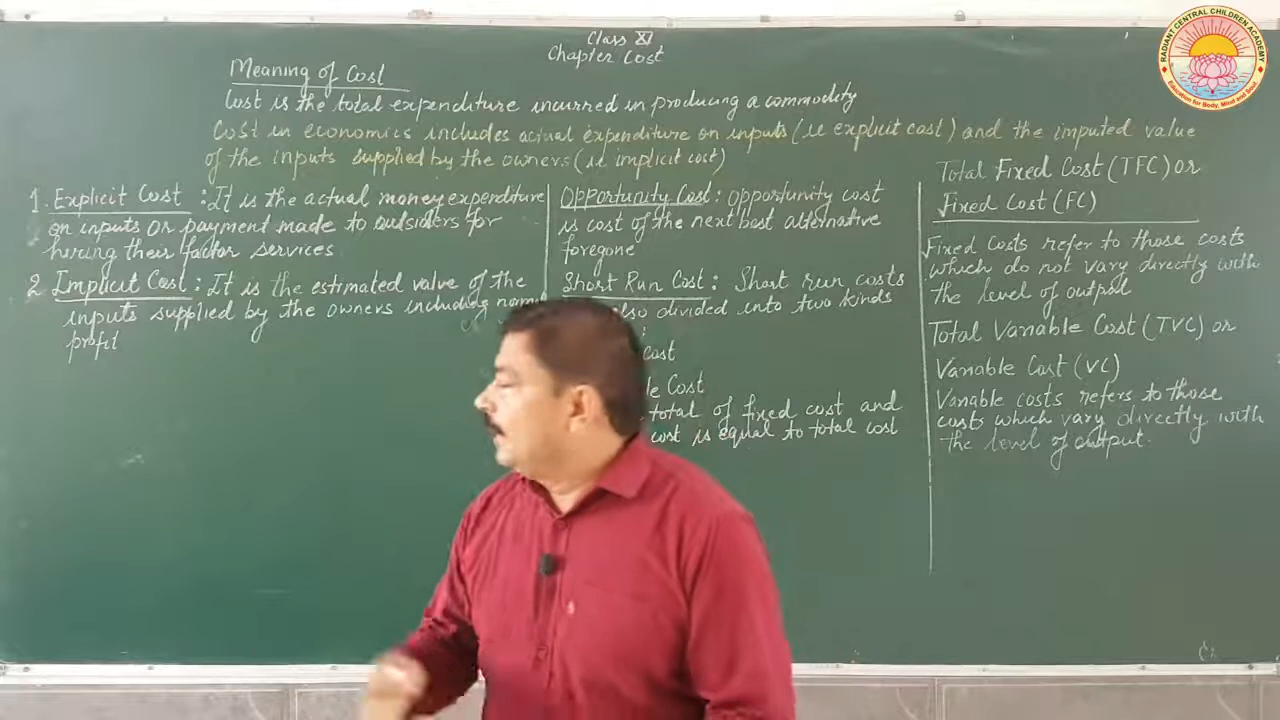 Class XI
Chapter Cost
Meaning of Cost
Cost is the total expenditure incurred in producing a commodity
Cost in economics includes actual expenditure on inputs (ie explicit cost) and the imputed value
of the inputs supplied by the owners (ie implicit cost)
1. Explicit Cost : It is the actual money expenditure
on inputs or payment made to outsiders for
hiring their factor services
2 Implicit Cost : It is the estimated value of the
inputs supplied by the owners including
profit
Opportunity Cost : opportunity cost
is cost of the next best alternative
foregone
Short Run Cost : Short run costs
also divided into two kinds
cost
Cost
total of fixed cost and
cost is equal to total cost
Total Fixed Cost (TFC) or
Fixed Cost (FC)
Fixed costs refer to those costs
which do not vary directly with
the level of output
Total Variable Cost (TVC) or
Variable Cost (VC)
Variable costs refers to those
costs which vary directly with
the level of output.
RADIANT CENTRAL CHILDREN ACADEMY
Education for Body, Mind and Soul